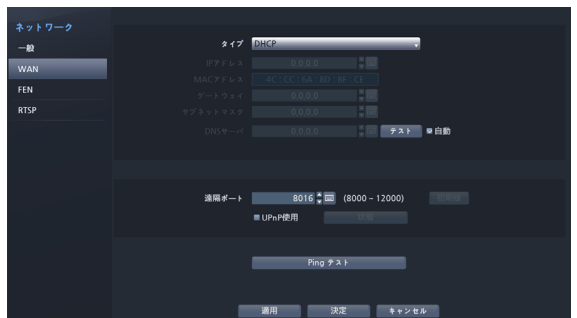 ネットワーク
一般
WAN
FEN
RTSP
タイプ DHCP
IPアドレス 0.0.0.0
MACアドレス
ゲートウェイ 0.0.0.0
サブネットマスク 0.0.0.0
DNSサーバ 0.0.0.0 テスト 自動
遠隔ポート 8016 (8000 ~ 12000)
UPnP使用
Ping テスト
適用 決定 キャンセル